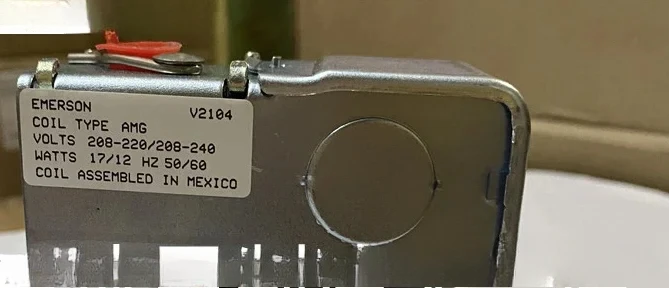 EMERSON V2104
COIL TYPE AMG
VOLTS 208-220/208-240
WATTS 17/12 HZ 50/60
COIL ASSEMBLED IN MEXICO